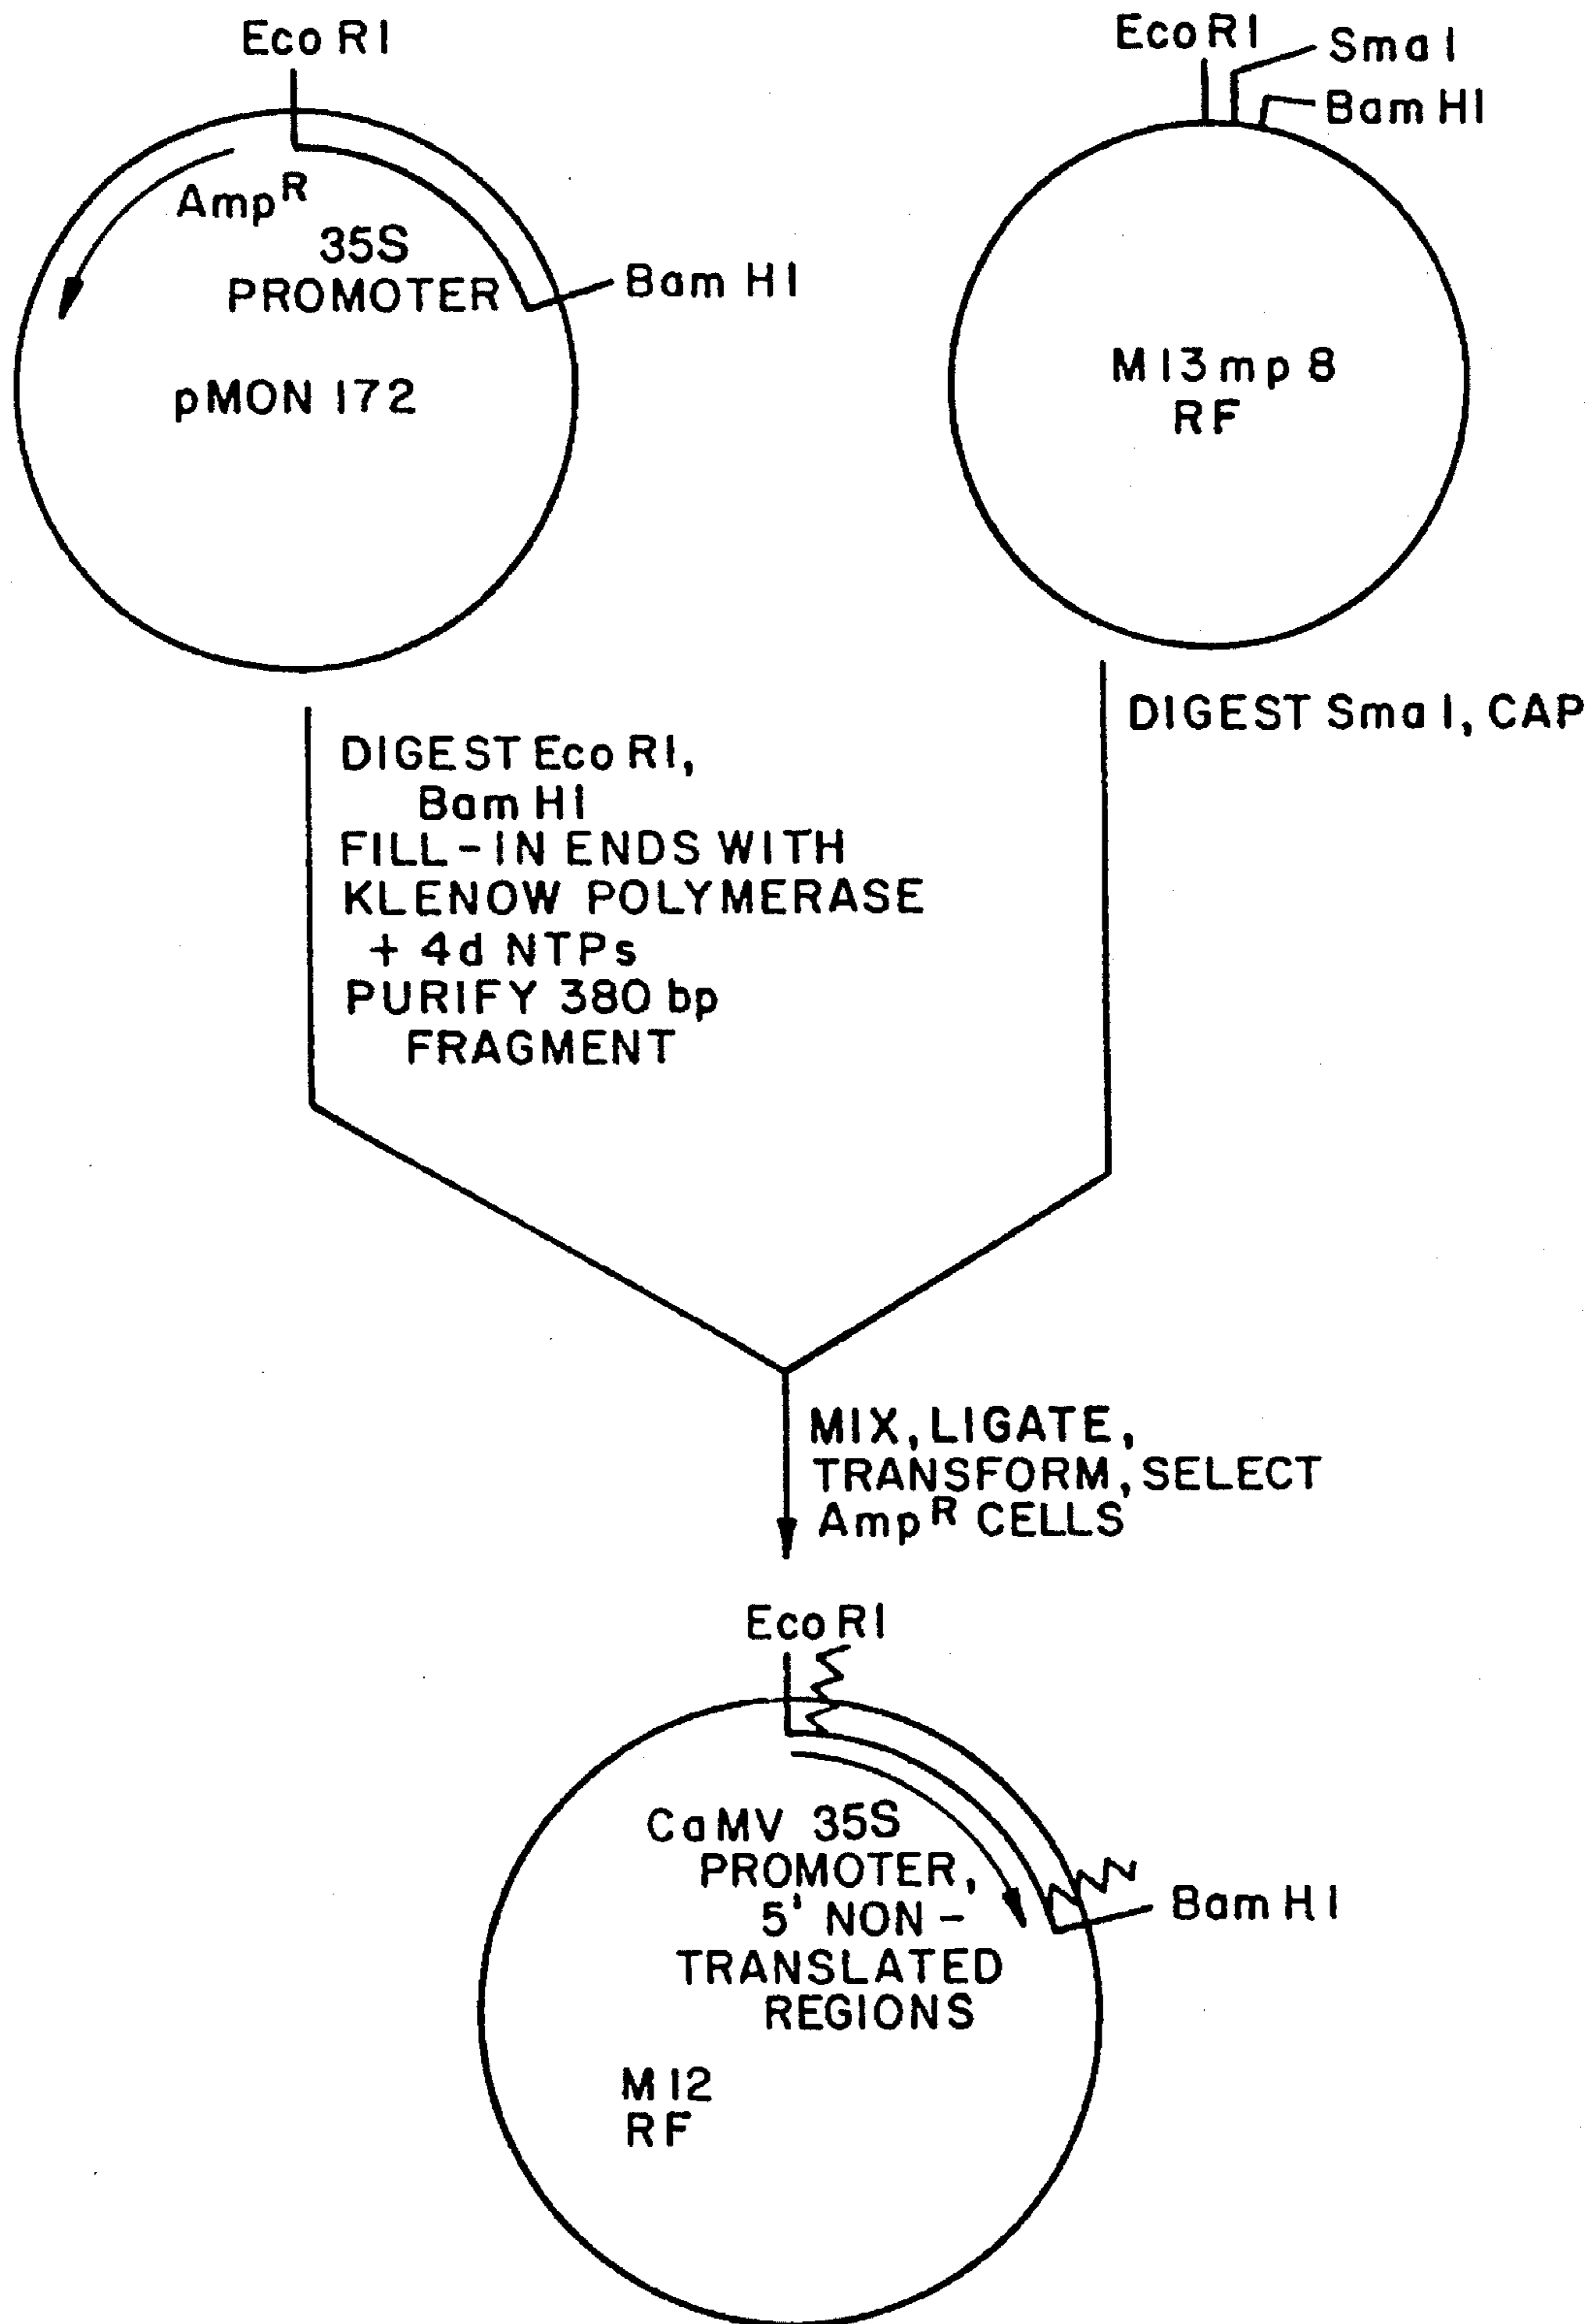 Eco RI
Amp^R
35S
PROMOTER
Bam HI
pMON 172
Eco RI
Sma I
Bam HI
M13mp 8
RF
DIGEST Eco RI,
Bam HI
FILL-IN ENDS WITH
KLENOW POLYMERASE
+ 4d NTPs
PURIFY 380 bp
FRAGMENT
DIGEST Sma I, CAP
MIX, LIGATE,
TRANSFORM, SELECT
Amp^R CELLS
Eco RI
CaMV 35S
PROMOTER,
5' NON-
TRANSLATED
REGIONS
Bam HI
M12
RF